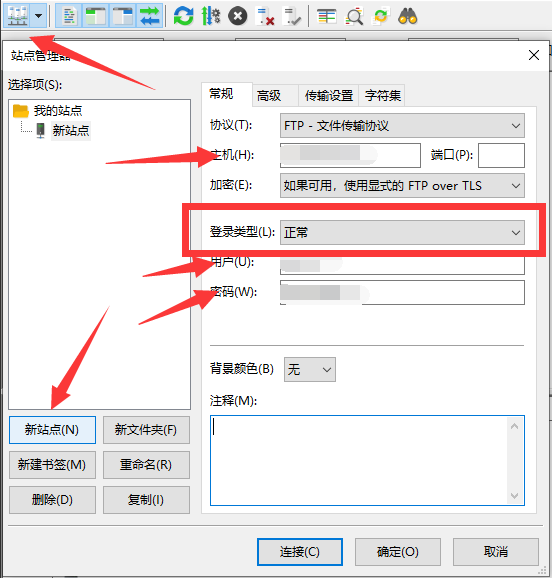 站点管理器
选择项(S):
我的站点
新站点
新站点(N)
新文件夹(F)
新建书签(M)
重命名(R)
删除(D)
复制(I)
常规
高级
传输设置
字符集
协议(T):
FTP - 文件传输协议
主机(H):
端口(P):
加密(E):
如果可用，使用显式的 FTP over TLS
登录类型(L):
正常
用户(U):
密码(W):
背景颜色(B)
无
注释(M):
连接(C)
确定(O)
取消